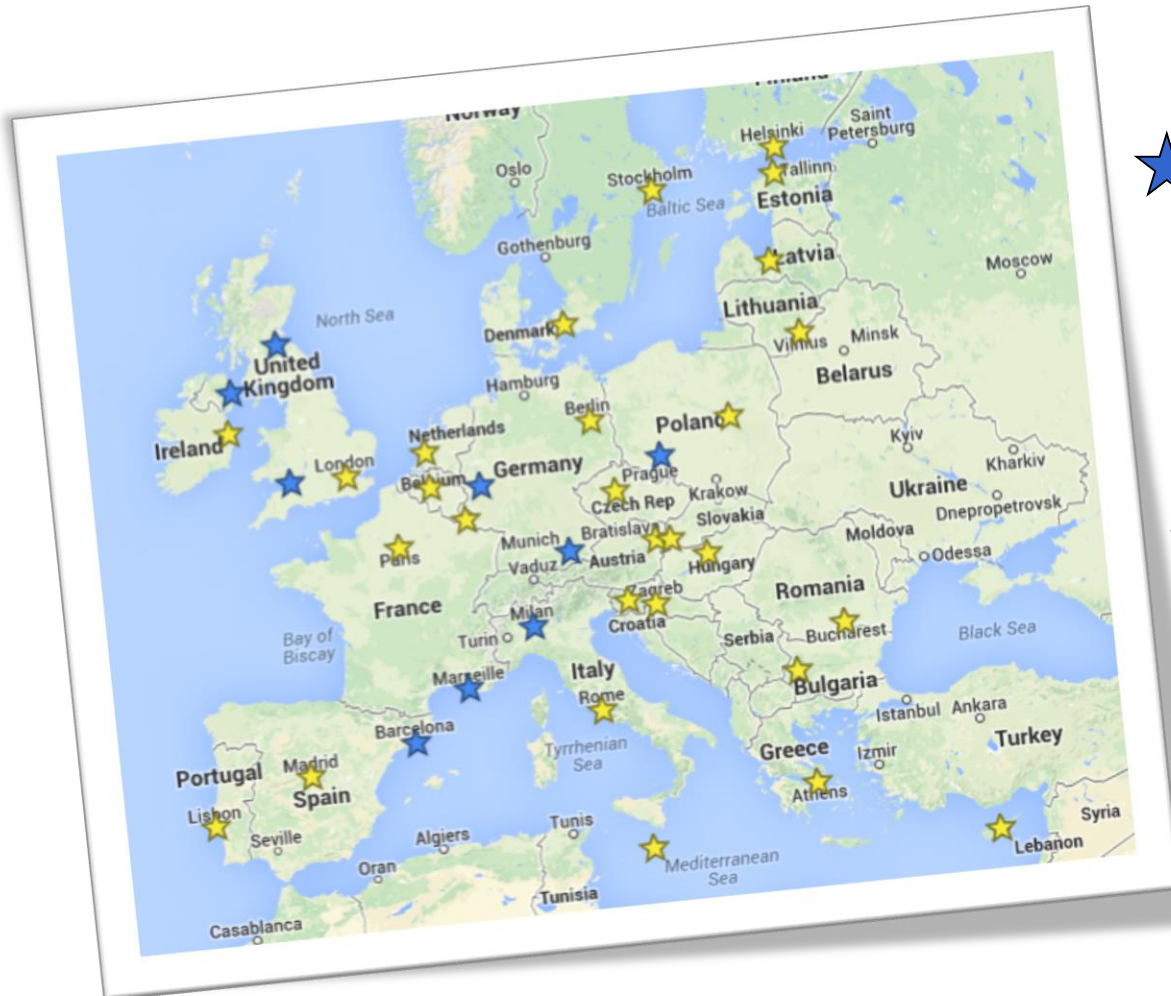 Norway
Finland
Helsinki
Saint
Petersburg
Oslo
Stockholm
Tallinn
Baltic Sea
Estonia
Gothenburg
Latvia
Moscow
North Sea
Lithuania
Denmark
Vilnius
Minsk
United
Kingdom
Belarus
Hamburg
Berlin
Poland
Netherlands
Ireland
London
Germany
Kyiv
Kharkiv
Belgium
Prague
Krakow
Ukraine
Czech Rep
Dnepropetrovsk
Slovakia
Munich
Bratislava
Moldova
Paris
Vaduz
Austria
Hungary
Odessa
France
Milan
Zagreb
Romania
Turin
Croatia
Serbia
Bucharest
Black Sea
Bay of
Biscay
Marseille
Italy
Rome
Bulgaria
Istanbul
Ankara
Barcelona
Tyrrhenian
Sea
Greece
Izmir
Turkey
Portugal
Madrid
Spain
Athens
Lisbon
Seville
Algiers
Tunis
Syria
Lebanon
Oran
Mediterranean
Sea
Tunisia
Casablanca